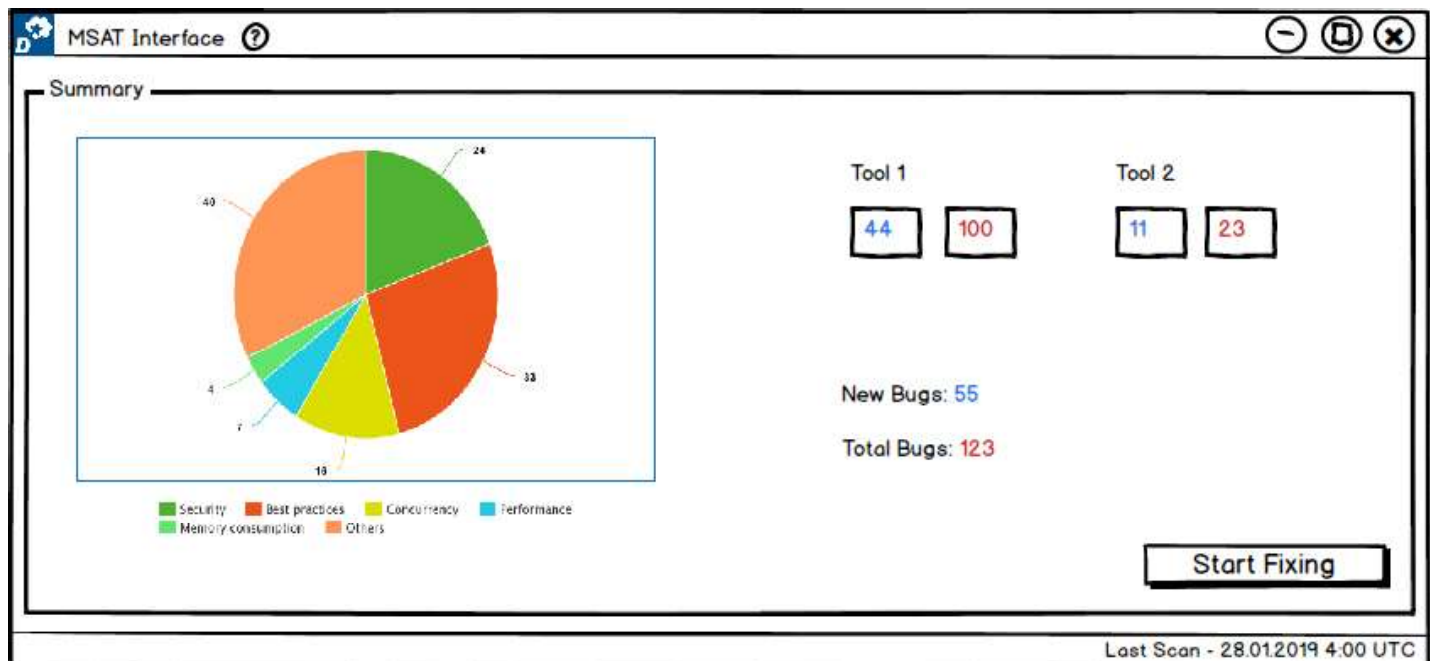 D
MSAT Interface ?
Summary
24
40
33
4
7
16
Security Best practices Concurrency Performance
Memory consumption Others
Tool 1 Tool 2
44 100 11 23
New Bugs: 55
Total Bugs: 123
Start Fixing
Last Scan - 28.01.2019 4:00 UTC